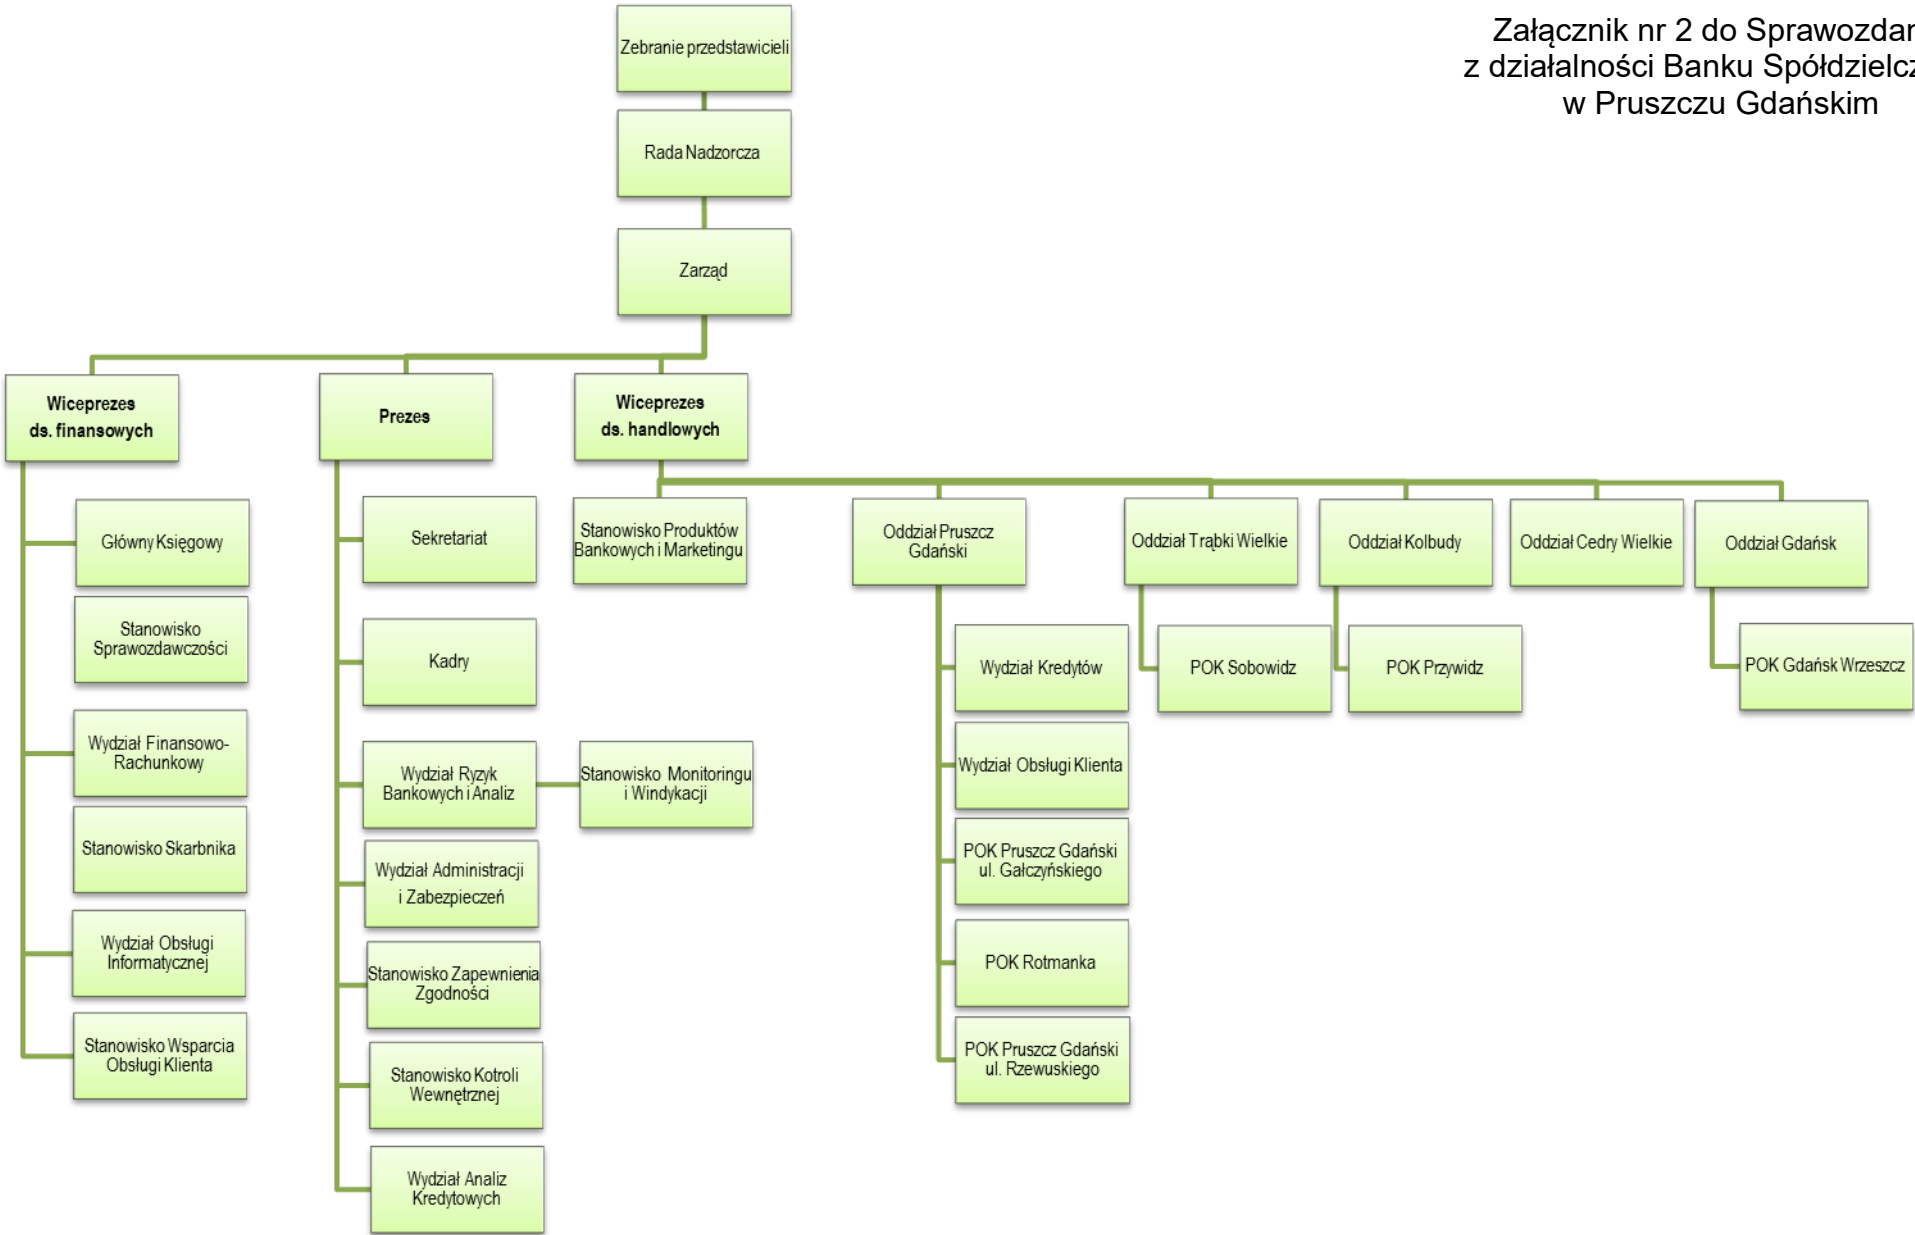 Załącznik nr 2 do Sprawozdan
z działalności Banku Spółdzielcz
w Pruszczu Gdańskim
Zebranie przedstawicieli
Rada Nadzorcza
Zarząd
Wiceprezes
ds. finansowych
Prezes
Wiceprezes
ds. handlowych
Główny Księgowy
Stanowisko
Sprawozdawczości
Wydział Finansowo-
Rachunkowy
Stanowisko Skarbnika
Wydział Obsługi
Informatycznej
Stanowisko Wsparcia
Obsługi Klienta
Sekretariat
Kadry
Wydział Ryzyk
Bankowych i Analiz
Stanowisko Monitoringu
i Windykacji
Wydział Administracji
i Zabezpieczeń
Stanowisko Zapewnienia
Zgodności
Stanowisko Kotroli
Wewnętrznej
Wydział Analiz
Kredytowych
Stanowisko Produktów
Bankowych i Marketingu
Oddział Pruszcz
Gdański
Wydział Kredytów
Wydział Obsługi Klienta
POK Pruszcz Gdański
ul. Gałczyńskiego
POK Rotmanka
POK Pruszcz Gdański
ul. Rzewuskiego
Oddział Trąbki Wielkie
POK Sobowidz
Oddział Kolbudy
POK Przywidz
Oddział Cedry Wielkie
Oddział Gdańsk
POK Gdańsk Wrzeszcz